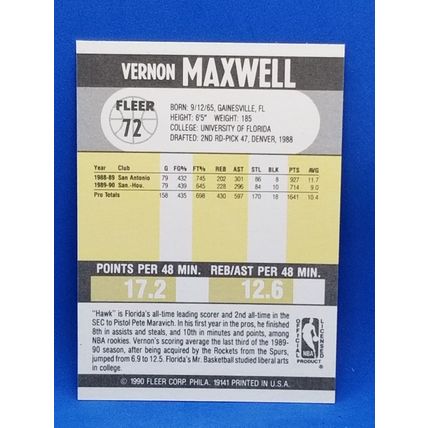 VERNON MAXWELL
FLEER
72
BORN: 9/12/65, GAINESVILLE, FL
HEIGHT: 6'5" WEIGHT: 185
COLLEGE: UNIVERSITY OF FLORIDA
DRAFTED: 2ND RD-PICK 47, DENVER, 1988
Year Club G FG% FT% REB AST STL BLK PTS AVG
1988-89 San Antonio 79 432 745 202 301 86 8 927 11.7
1989-90 San.-Hou. 79 439 645 228 296 84 10 714 9.0
Pro Totals 158 435 698 430 597 170 18 1641 10.4
POINTS PER 48 MIN. REB/AST PER 48 MIN.
17.2 12.6
"Hawk" is Florida's all-time leading scorer and 2nd all-time in the
SEC to Pistol Pete Maravich. In his first year in the pros, he finished
8th in assists and steals, and 10th in minutes and points, among
NBA rookies. Vernon's scoring average the last third of the 1989-
90 season, after being acquired by the Rockets from the Spurs,
jumped from 6.9 to 12.5. Florida's Mr. Basketball studied liberal arts
in college.
OFFICIAL LICENSED
NBA
PRODUCT
© 1990 FLEER CORP. PHILA. 19141 PRINTED IN U.S.A.